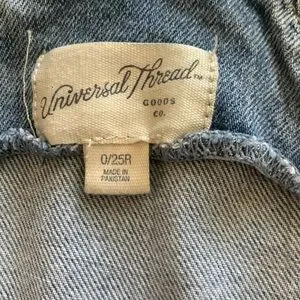 Universal Thread™
GOODS
CO.
0/25R
MADE IN
PAKISTAN